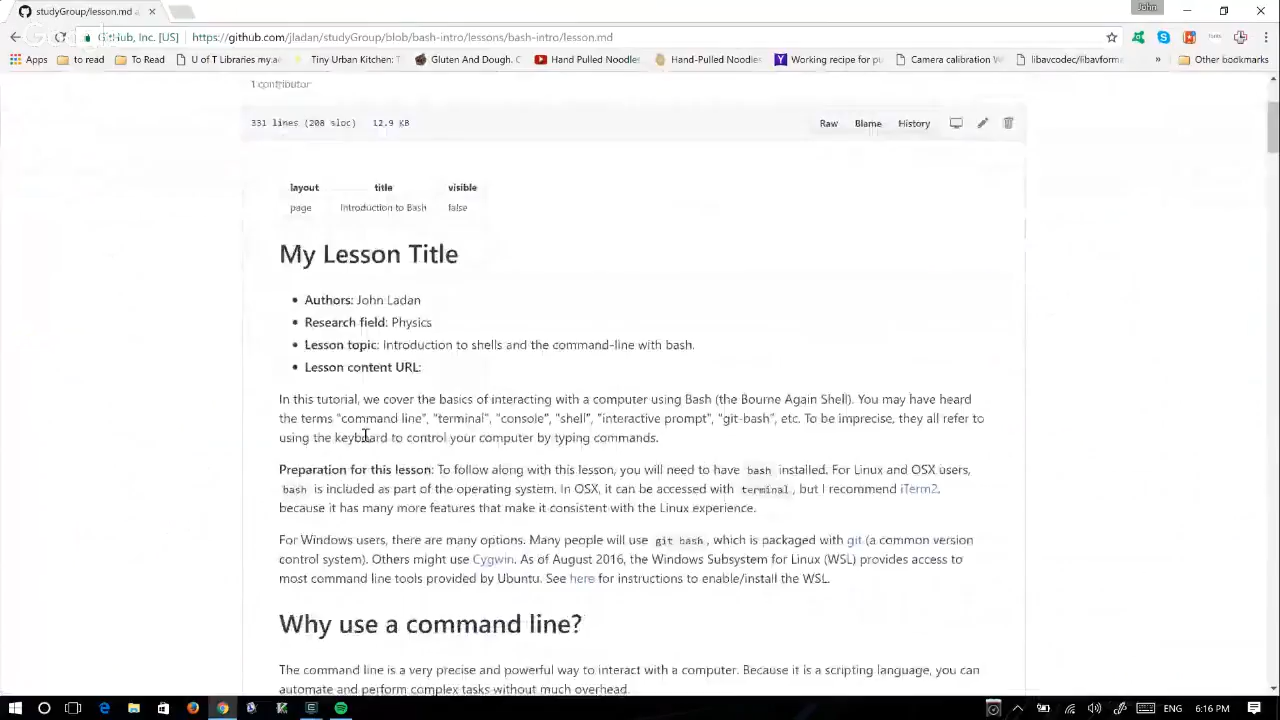 studyGroup/lesson.md a
John
GitHub, Inc. [US]
https://github.com/jladan/studyGroup/blob/bash-intro/lessons/bash-intro/lesson.md
Apps
To Read
U of T Libraries my.ac
Tiny Urban Kitchen: T
Gluten And Dough. C
Hand Pulled Noodles
Hand-Pulled Noodles
Working recipe for pu
Camera calibration W
libavcodec/libavform
»
Other bookmarks
1 contributor
331 lines (208 sloc) 12.9 KB
Raw
Blame
History
layout title visible
page Introduction to Bash false
My Lesson Title
• Authors: John Ladan
• Research field: Physics
• Lesson topic: Introduction to shells and the command-line with bash.
• Lesson content URL:
In this tutorial, we cover the basics of interacting with a computer using Bash (the Bourne Again Shell). You may have heard
the terms "command line", "terminal", "console", "shell", "interactive prompt", "git-bash", etc. To be imprecise, they all refer to
using the keyboard to control your computer by typing commands.
Preparation for this lesson: To follow along with this lesson, you will need to have bash installed. For Linux and OSX users,
bash is included as part of the operating system. In OSX, it can be accessed with terminal, but I recommend iTerm2,
because it has many more features that make it consistent with the Linux experience.
For Windows users, there are many options. Many people will use git bash, which is packaged with git (a common version
control system). Others might use Cygwin. As of August 2016, the Windows Subsystem for Linux (WSL) provides access to
most command line tools provided by Ubuntu. See here for instructions to enable/install the WSL.
Why use a command line?
The command line is a very precise and powerful way to interact with a computer. Because it is a scripting language, you can
automate and perform complex tasks without much overhead.
ENG
6:16 PM